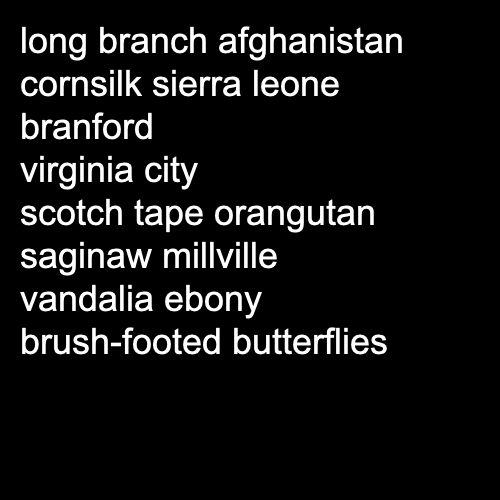 long branch afghanistan
cornsilk sierra leone
branford
virginia city
scotch tape orangutan
saginaw millville
vandalia ebony
brush-footed butterflies